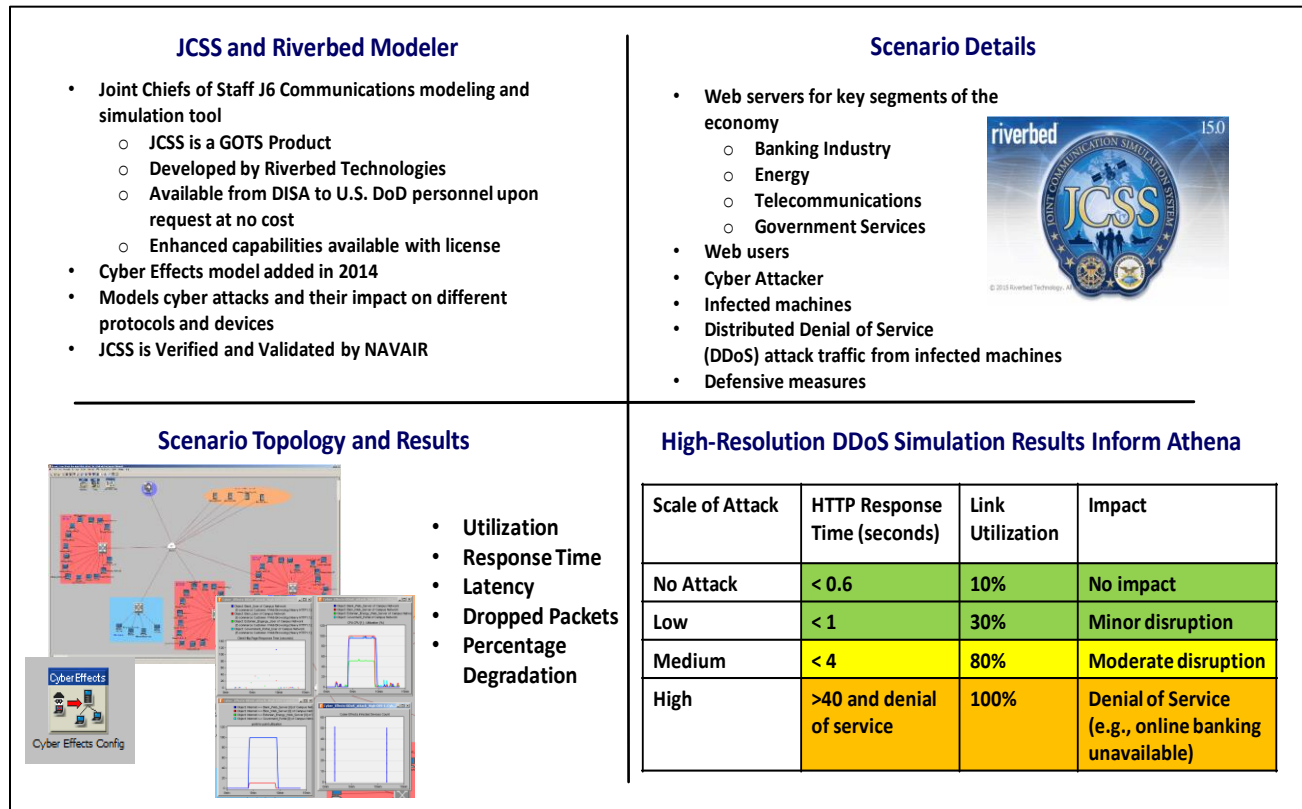 JCSS and Riverbed Modeler
• Joint Chiefs of Staff J6 Communications modeling and
simulation tool
o JCSS is a GOTS Product
o Developed by Riverbed Technologies
o Available from DISA to U.S. DoD personnel upon
request at no cost
o Enhanced capabilities available with license
• Cyber Effects model added in 2014
• Models cyber attacks and their impact on different
protocols and devices
• JCSS is Verified and Validated by NAVAIR
Scenario Details
• Web servers for key segments of the
economy
o Banking Industry
o Energy
o Telecommunications
o Government Services
• Web users
• Cyber Attacker
• Infected machines
• Distributed Denial of Service
(DDoS) attack traffic from infected machines
• Defensive measures
riverbed
15.0
JOINT COMMUNICATION SIMULATION SYSTEM
JCSS
Scenario Topology and Results
• Utilization
• Response Time
• Latency
• Dropped Packets
• Percentage
Degradation
CyberEffects
Cyber Effects Config
High-Resolution DDoS Simulation Results Inform Athena
Scale of Attack
HTTP Response
Time (seconds)
Link
Utilization
Impact
No Attack
< 0.6
10%
No impact
Low
< 1
30%
Minor disruption
Medium
< 4
80%
Moderate disruption
High
>40 and denial
of service
100%
Denial of Service
(e.g., online banking
unavailable)